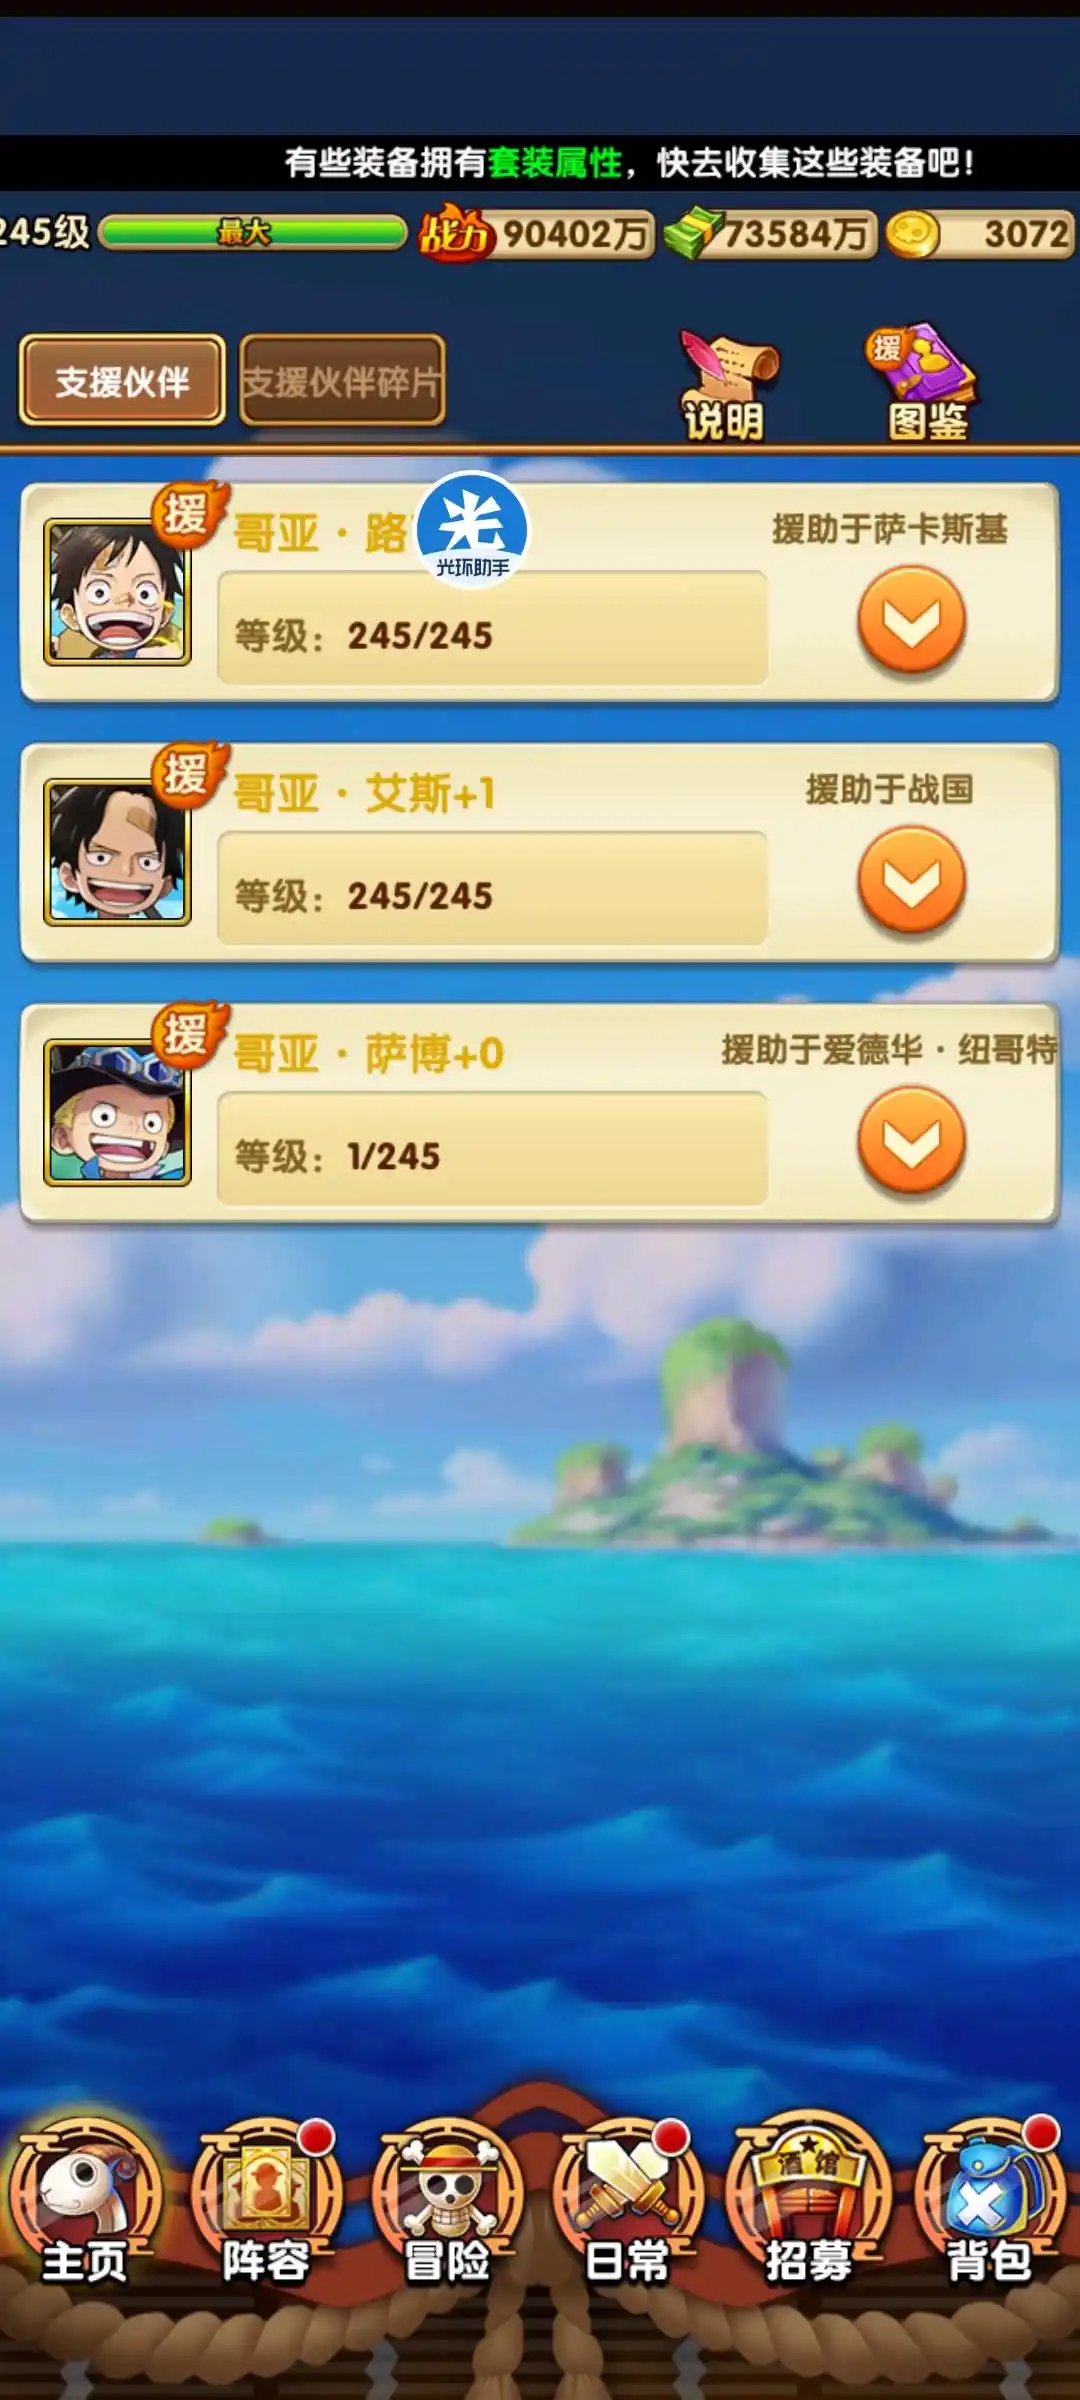 有些装备拥有套装属性，快去收集这些装备吧！
245级 最大 战力 90402万 73584万 3072
支援伙伴 支援伙伴碎片 说明 援 图鉴
援 哥亚·路 光 光环助手 援助于萨卡斯基
等级：245/245
援 哥亚·艾斯+1 援助于战国
等级：245/245
援 哥亚·萨博+0 援助于爱德华·纽哥特
等级：1/245
酒馆
主页 阵容 冒险 日常 招募 背包